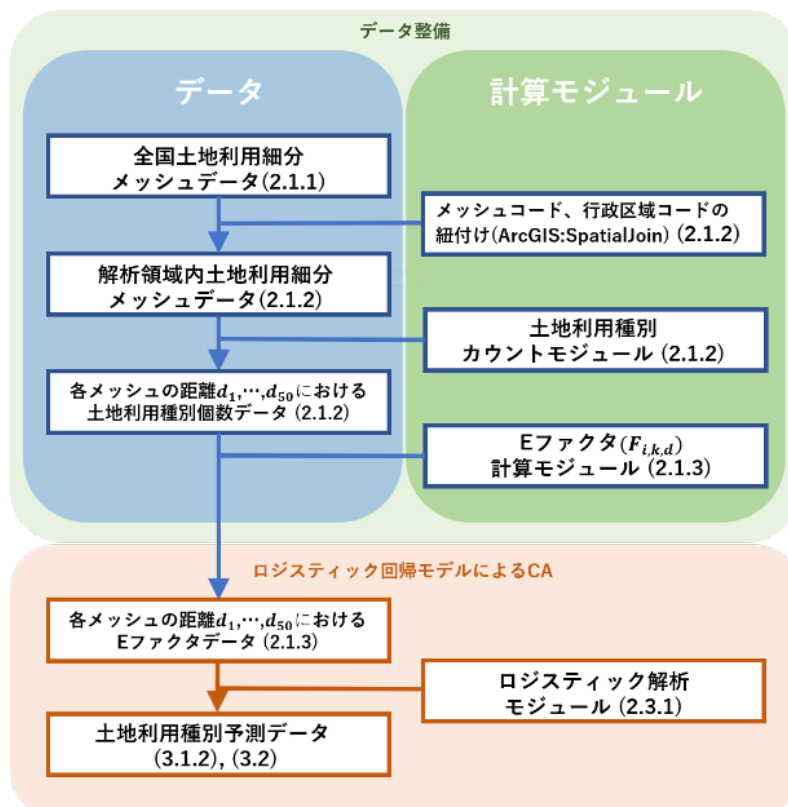 データ整備
データ
計算モジュール
全国土地利用細分
メッシュデータ(2.1.1)
メッシュコード、行政区域コードの
紐付け(ArcGIS:SpatialJoin) (2.1.2)
解析領域内土地利用細分
メッシュデータ(2.1.2)
土地利用種別
カウントモジュール (2.1.2)
各メッシュの距離d₁,⋯,d₅₀における
土地利用種別個数データ (2.1.2)
Eファクタ(F_{i,k,d})
計算モジュール (2.1.3)
ロジスティック回帰モデルによるCA
各メッシュの距離d₁,⋯,d₅₀における
Eファクタデータ (2.1.3)
ロジスティック解析
モジュール (2.3.1)
土地利用種別予測データ
(3.1.2), (3.2)